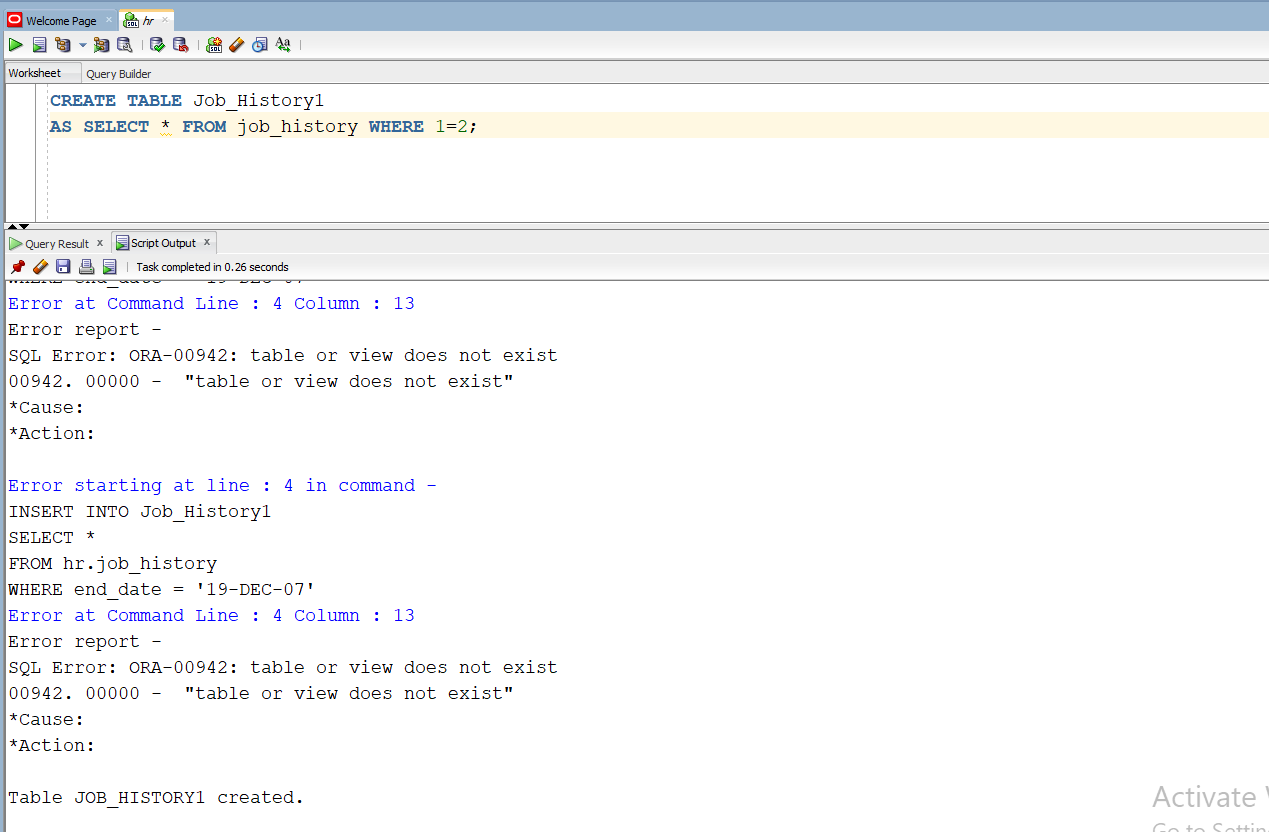 Welcome Page
hr
Worksheet
Query Builder
CREATE TABLE Job_History1
AS SELECT * FROM job_history WHERE 1=2;
Query Result
Script Output
Task completed in 0.26 seconds
Error at Command Line : 4 Column : 13
Error report -
SQL Error: ORA-00942: table or view does not exist
00942. 00000 -  "table or view does not exist"
*Cause:
*Action:
Error starting at line : 4 in command -
INSERT INTO Job_History1
SELECT *
FROM hr.job_history
WHERE end_date = '19-DEC-07'
Error at Command Line : 4 Column : 13
Error report -
SQL Error: ORA-00942: table or view does not exist
00942. 00000 -  "table or view does not exist"
*Cause:
*Action:
Table JOB_HISTORY1 created.
Activate